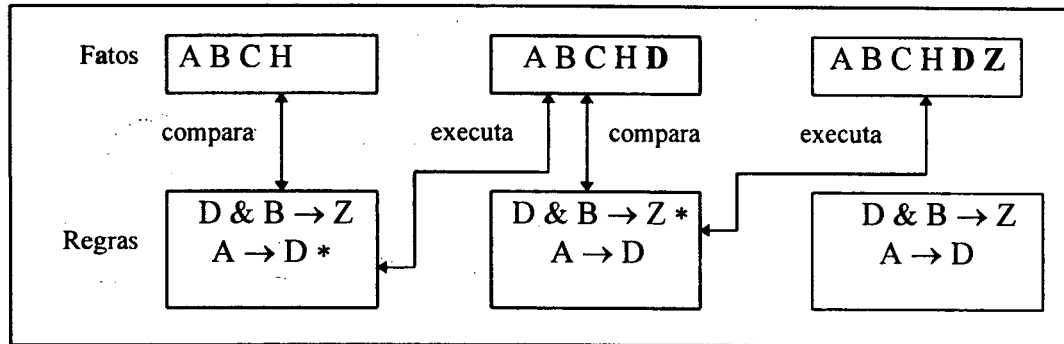 Fatos
A B C H
A B C H D
A B C H D Z
compara
executa
compara
executa
Regras
D & B → Z
A → D *
D & B → Z *
A → D
D & B → Z
A → D